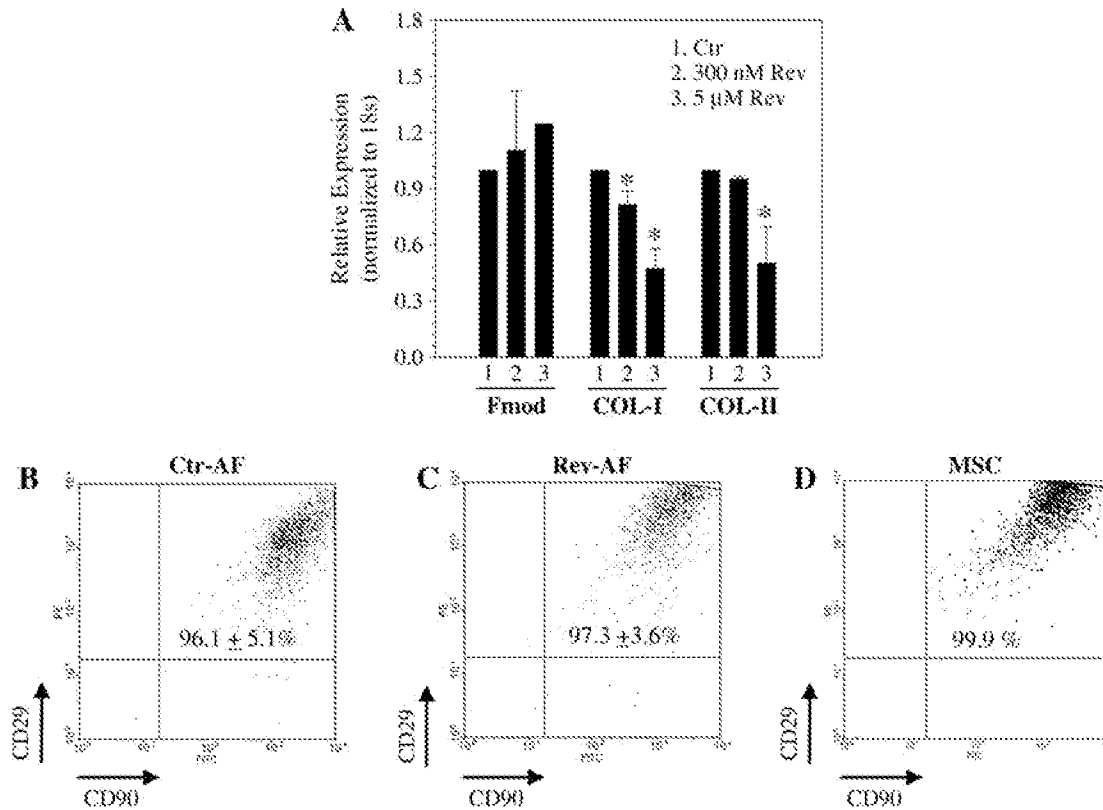 A
1.8
1.5
1.2
0.9
0.6
0.3
0.0
Relative Expression
(normalized to 18s)
1. Ctr
2. 300 nM Rev
3. 5 µM Rev
*
*
*
1 2 3 1 2 3 1 2 3
Fmod COL-I COL-II
B Ctr-AF
96.1 ± 5.1%
CD29
CD90
C Rev-AF
97.3 ±3.6%
CD29
CD90
D MSC
99.9 %
CD29
CD90